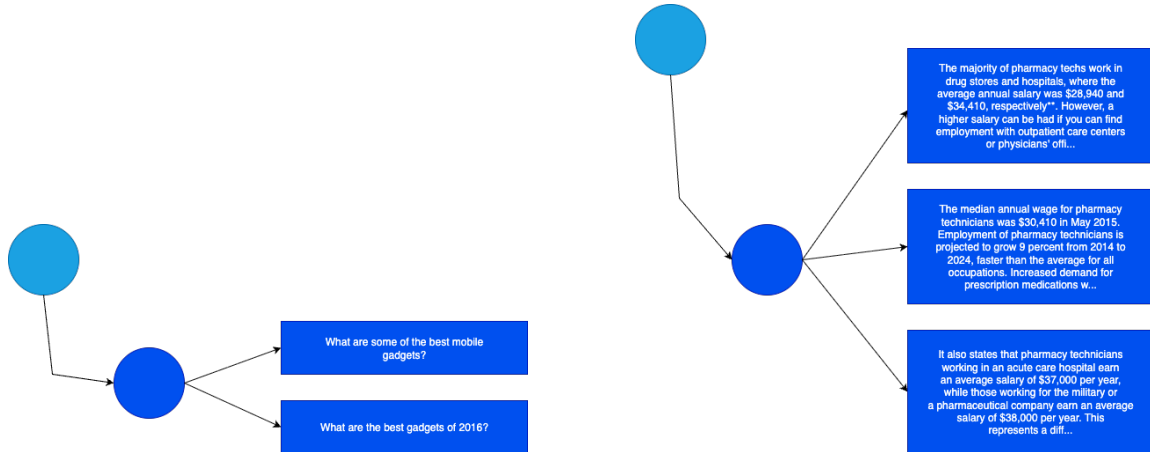 What are some of the best mobile
gadgets?
What are the best gadgets of 2016?
The majority of pharmacy techs work in
drug stores and hospitals, where the
average annual salary was $28,940 and
$34,410, respectively**. However, a
higher salary can be had if you can find
employment with outpatient care centers
or physicians' offi...
The median annual wage for pharmacy
technicians was $30,410 in May 2015.
Employment of pharmacy technicians is
projected to grow 9 percent from 2014 to
2024, faster than the average for all
occupations. Increased demand for
prescription medications w...
It also states that pharmacy technicians
working in an acute care hospital earn
an average salary of $37,000 per year,
while those working for the military or
a pharmaceutical company earn an average
salary of $38,000 per year. This
represents a diff...